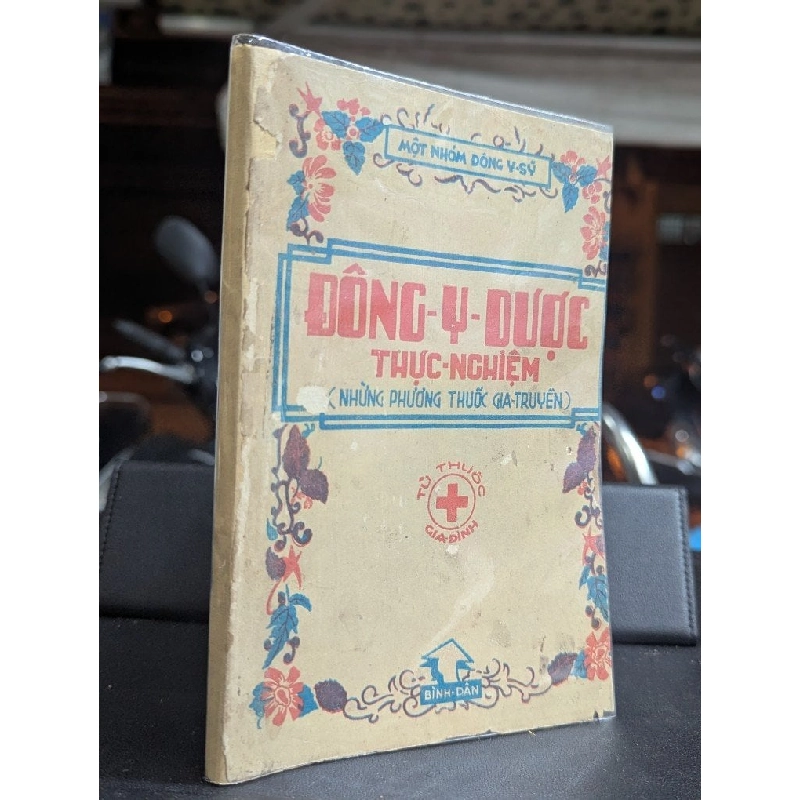 MỘT NHÓM ĐÔNG Y-SỸ
ĐÔNG-Y-DƯỢC
THỰC-NGHIỆM
(NHỮNG PHƯƠNG THUỐC GIA-TRUYỀN)
TỦ THUỐC
GIA-ĐÌNH
BÌNH-DÂN